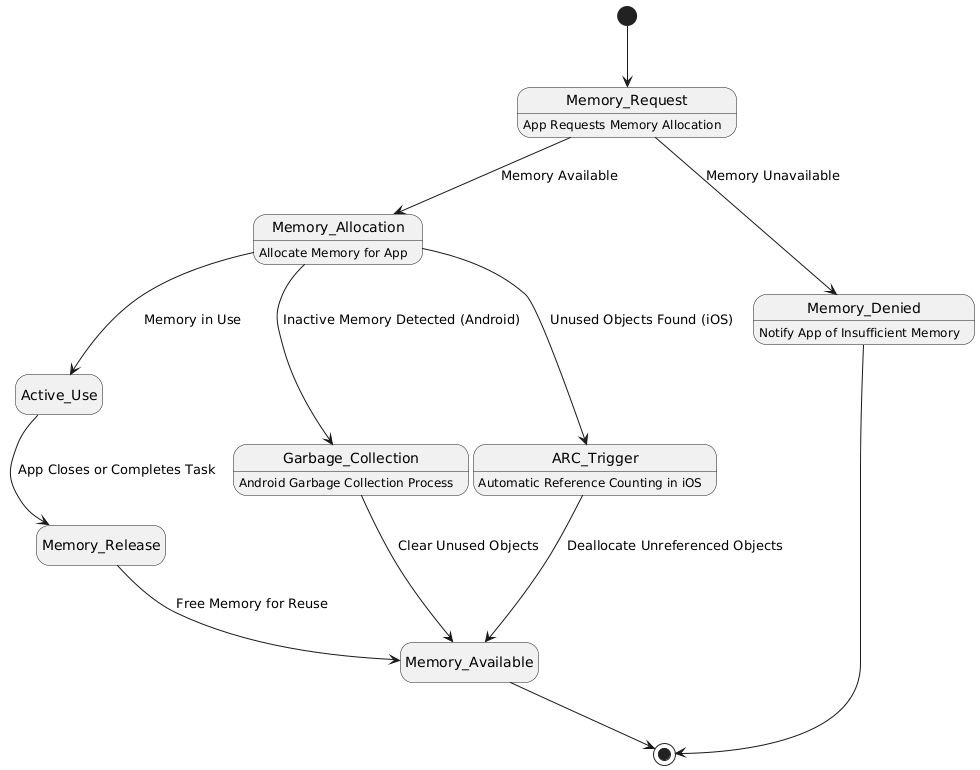 Memory_Request
App Requests Memory Allocation
Memory Available
Memory Unavailable
Memory_Allocation
Allocate Memory for App
Memory_Denied
Notify App of Insufficient Memory
Memory in Use
Inactive Memory Detected (Android)
Unused Objects Found (iOS)
Active_Use
Garbage_Collection
Android Garbage Collection Process
ARC_Trigger
Automatic Reference Counting in iOS
App Closes or Completes Task
Memory_Release
Clear Unused Objects
Deallocate Unreferenced Objects
Free Memory for Reuse
Memory_Available